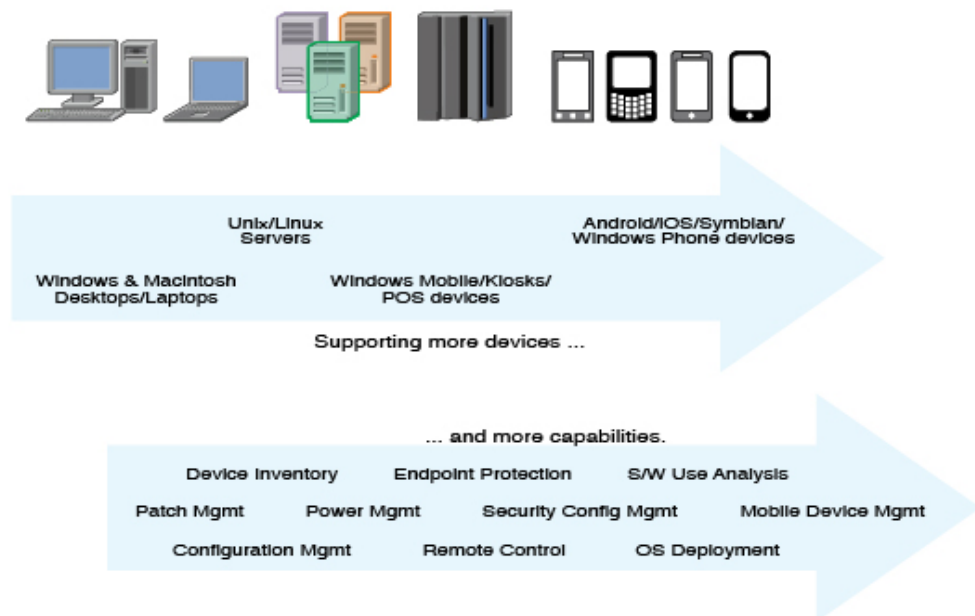 Unix/Linux
Servers
Android/iOS/Symbian/
Windows Phone devices
Windows & Macintosh
Desktops/Laptops
Windows Mobile/Kiosks/
POS devices
Supporting more devices ...
... and more capabilities.
Device Inventory Endpoint Protection S/W Use Analysis
Patch Mgmt Power Mgmt Security Config Mgmt Mobile Device Mgmt
Configuration Mgmt Remote Control OS Deployment